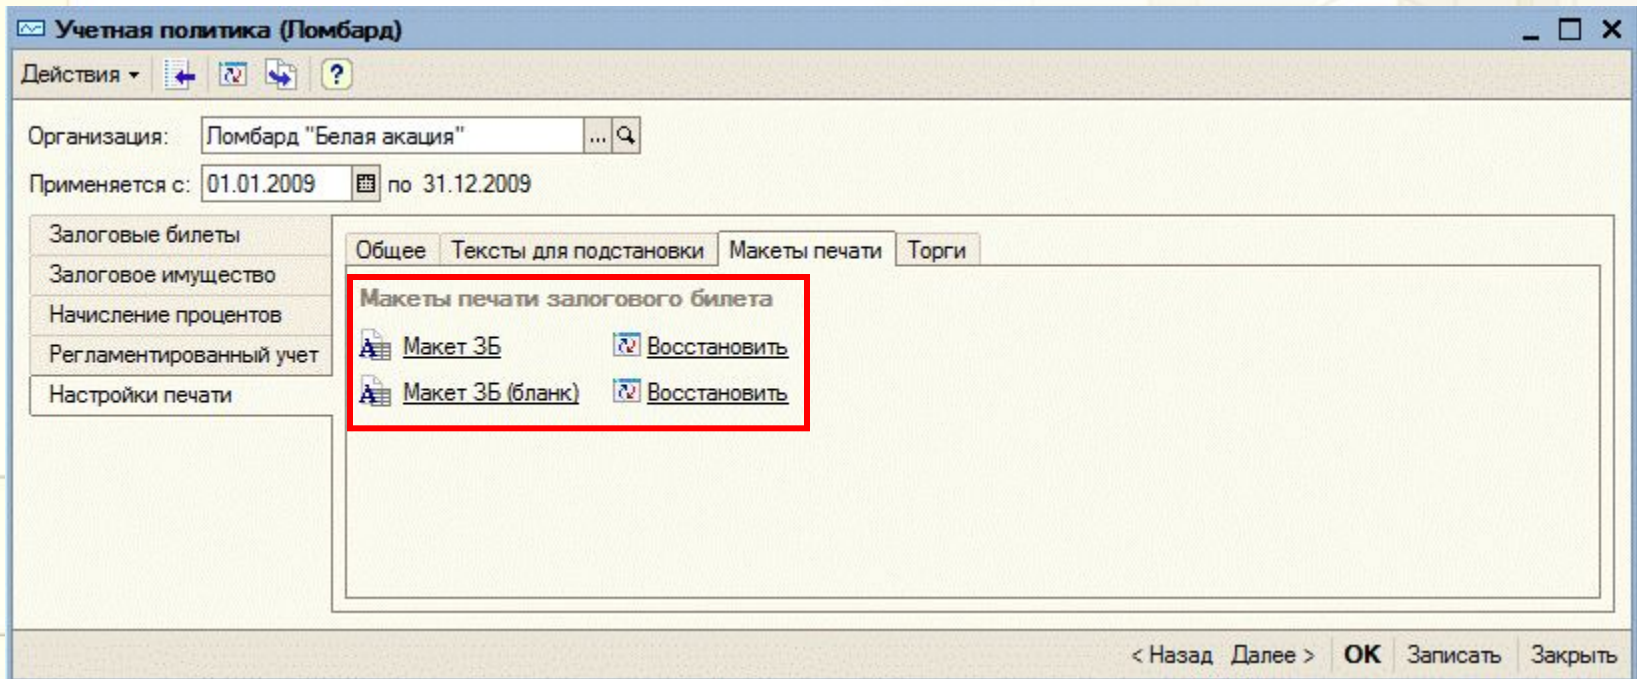 Учетная политика (Ломбард)
Действия
Организация: Ломбард "Белая акация" ...
Применяется с: 01.01.2009 по 31.12.2009
Залоговые билеты
Залоговое имущество
Начисление процентов
Регламентированный учет
Настройки печати
Общее Тексты для подстановки Макеты печати Торги
Макеты печати залогового билета
Макет ЗБ Восстановить
Макет ЗБ (бланк) Восстановить
< Назад Далее > OK Записать Закрыть